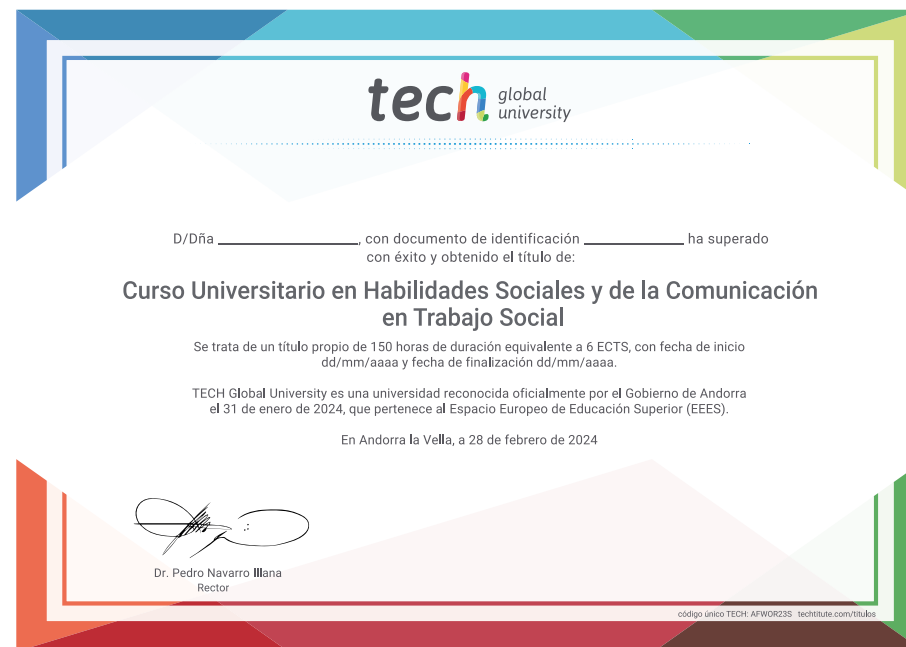 tech global university
D/Dña ____________________, con documento de identificación ______________ ha superado
con éxito y obtenido el título de:
Curso Universitario en Habilidades Sociales y de la Comunicación
en Trabajo Social
Se trata de un título propio de 150 horas de duración equivalente a 6 ECTS, con fecha de inicio
dd/mm/aaaa y fecha de finalización dd/mm/aaaa.
TECH Global University es una universidad reconocida oficialmente por el Gobierno de Andorra
el 31 de enero de 2024, que pertenece al Espacio Europeo de Educación Superior (EEES).
En Andorra la Vella, a 28 de febrero de 2024
Dr. Pedro Navarro Illana
Rector
código único TECH: AFWOR23S techtitute.com/titulos